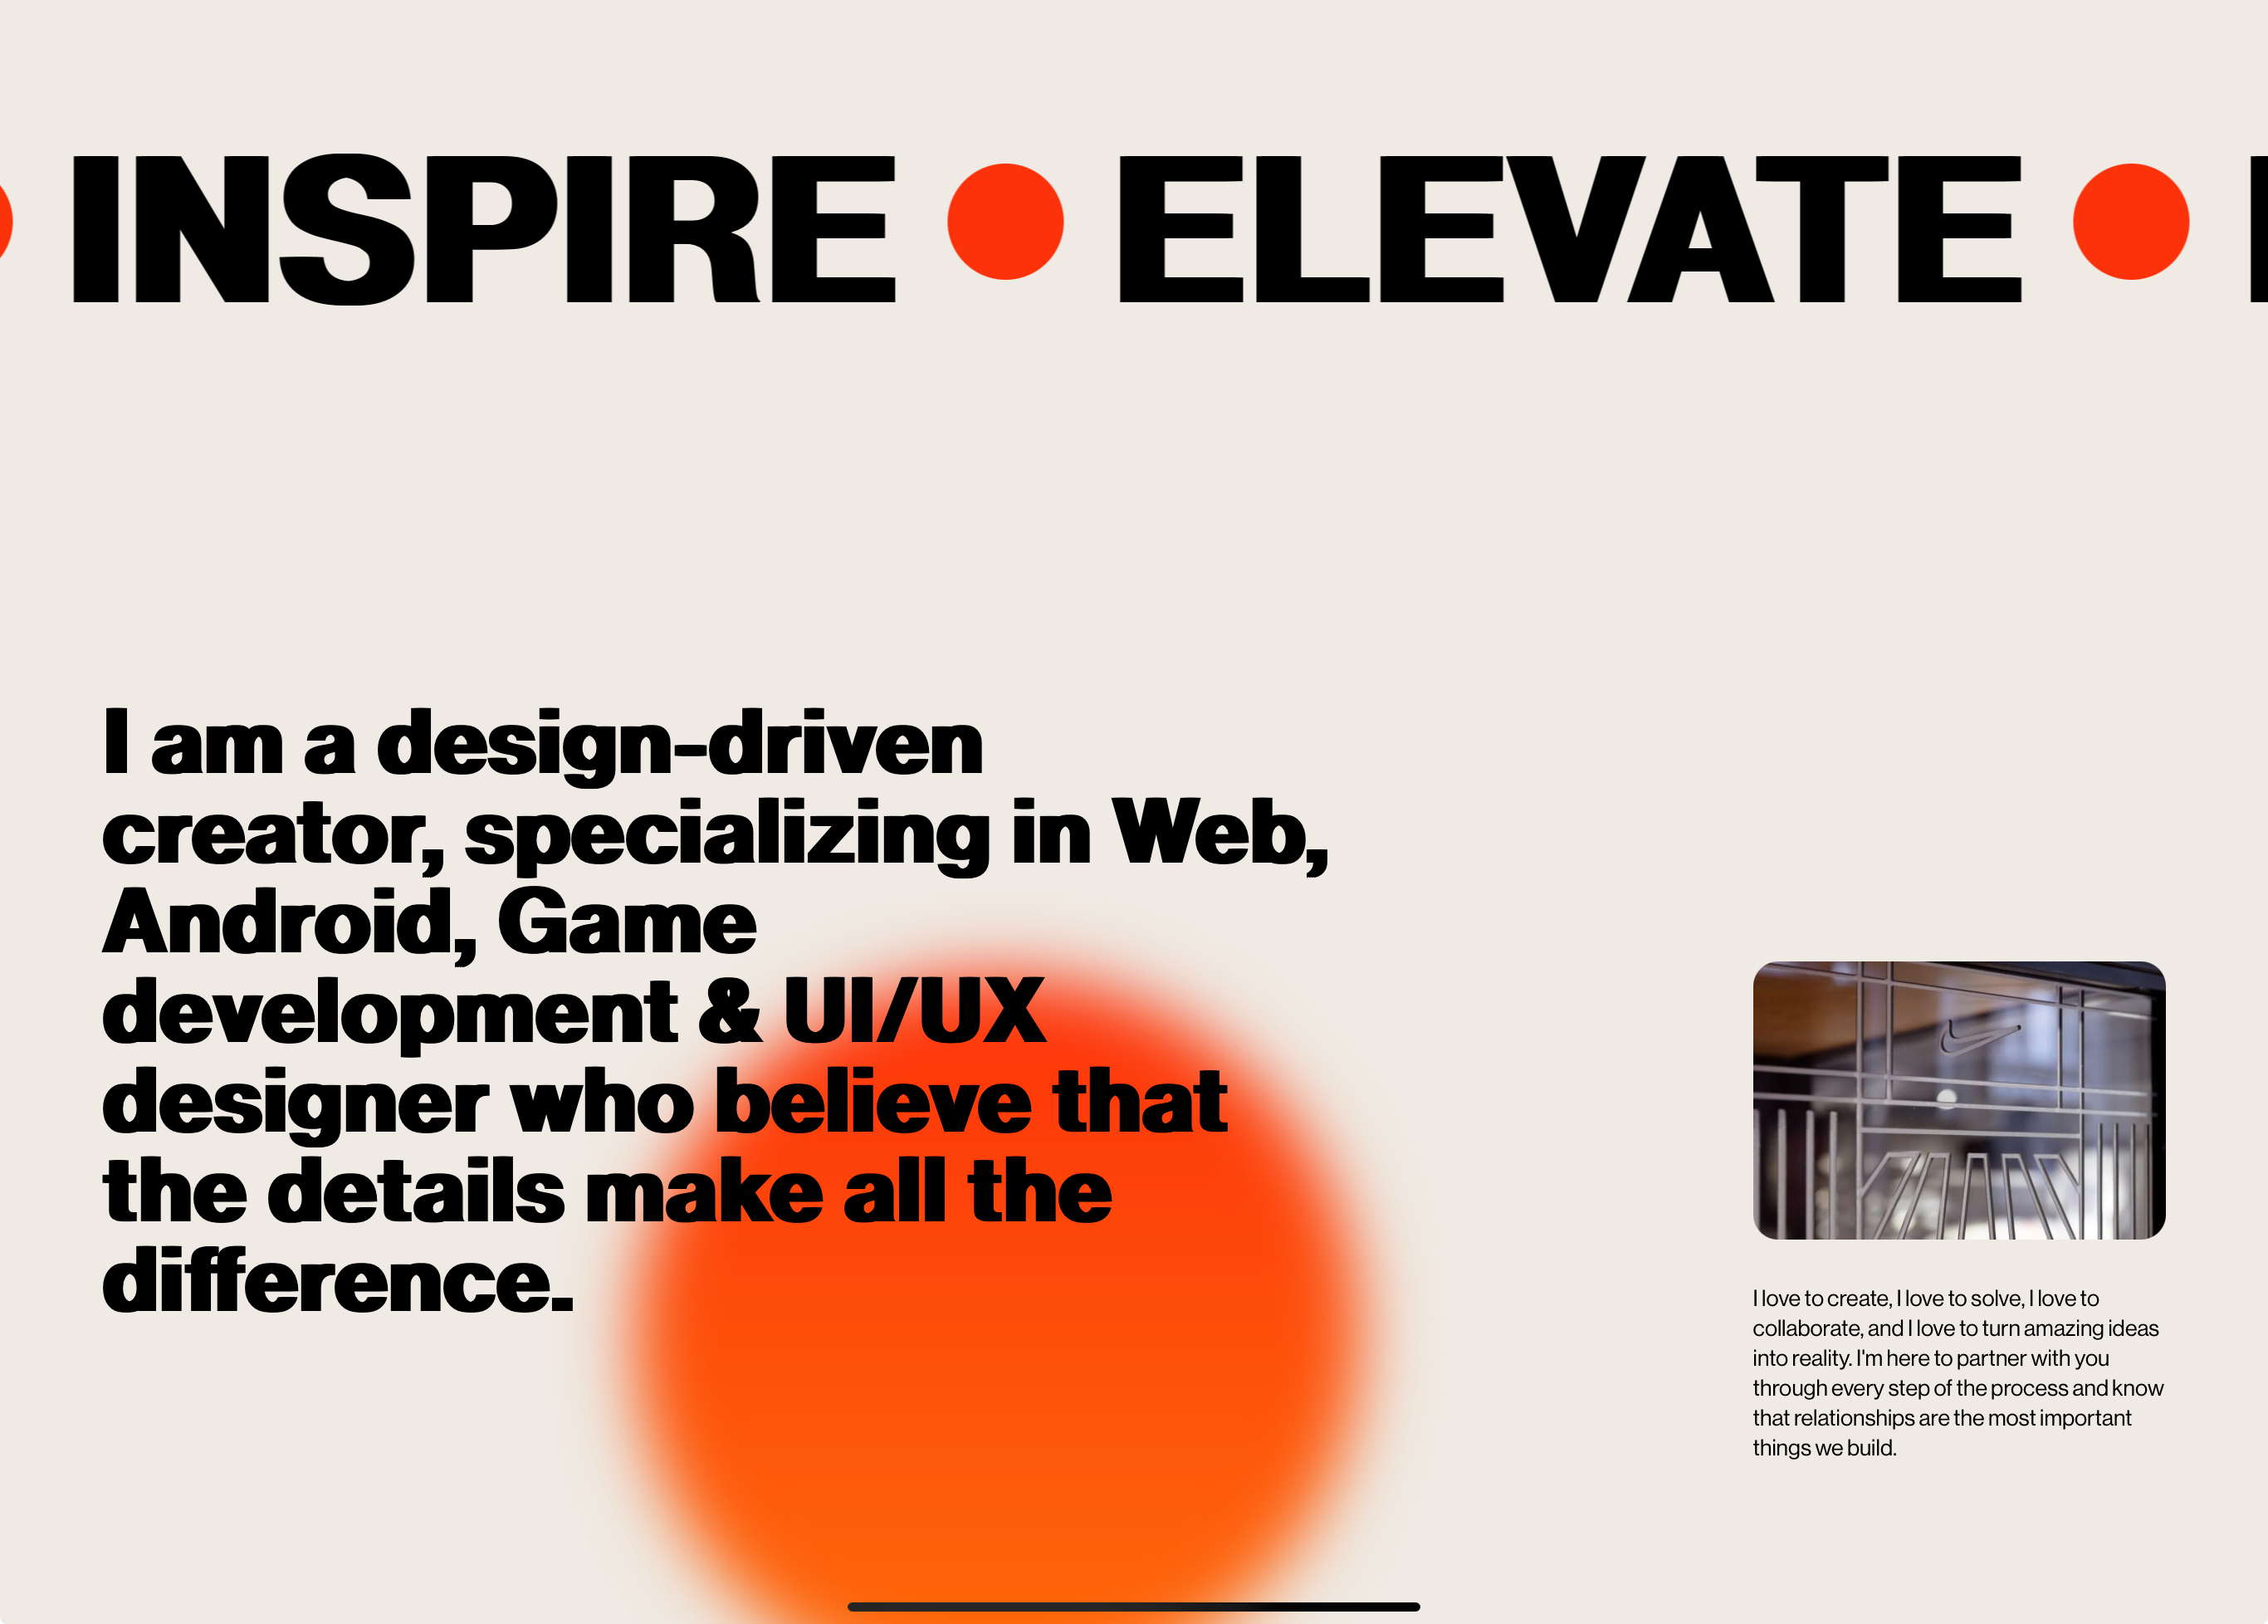 INSPIRE ELEVATE
I am a design-driven
creator, specializing in Web,
Android, Game
development & UI/UX
designer who believe that
the details make all the
difference.
I love to create, I love to solve, I love to
collaborate, and I love to turn amazing ideas
into reality. I'm here to partner with you
through every step of the process and know
that relationships are the most important
things we build.